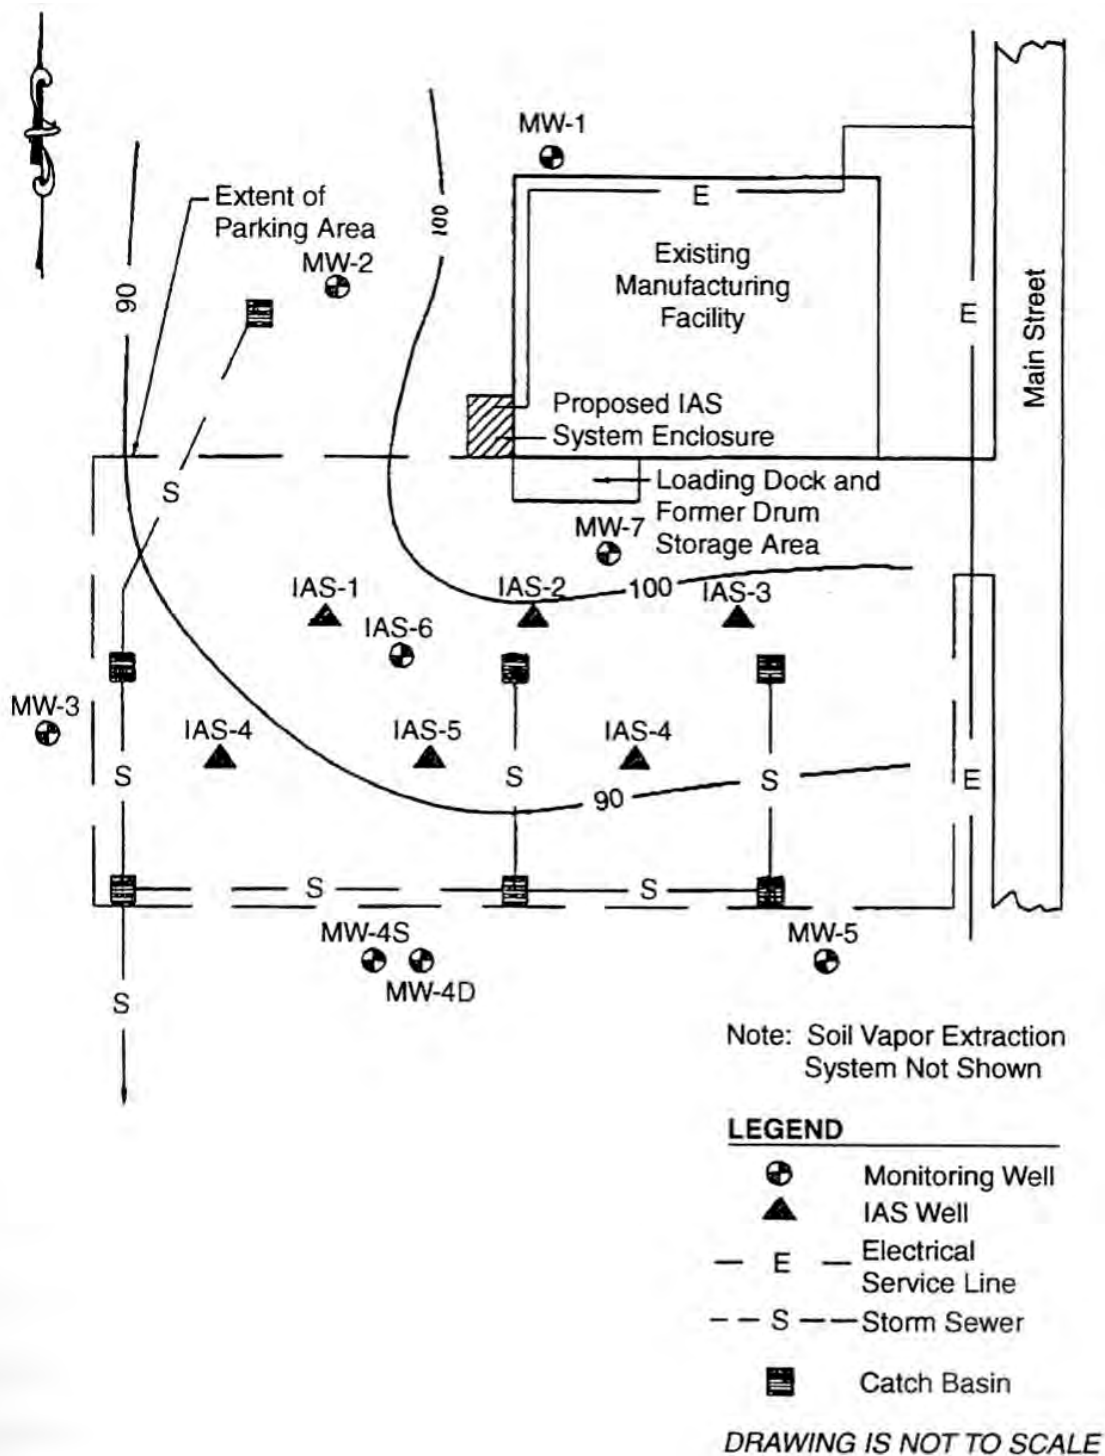 MW-1
E
Extent of
Parking Area
MW-2
100
90
Existing
Manufacturing
Facility
E
Main Street
Proposed IAS
System Enclosure
S
Loading Dock and
Former Drum
Storage Area
MW-7
100
IAS-1
IAS-2
IAS-3
IAS-6
MW-3
IAS-4
IAS-5
IAS-4
S
S
S
E
90
S
S
MW-4S
MW-4D
MW-5
S
Note: Soil Vapor Extraction
System Not Shown
LEGEND
Monitoring Well
IAS Well
E Electrical
Service Line
S Storm Sewer
Catch Basin
DRAWING IS NOT TO SCALE